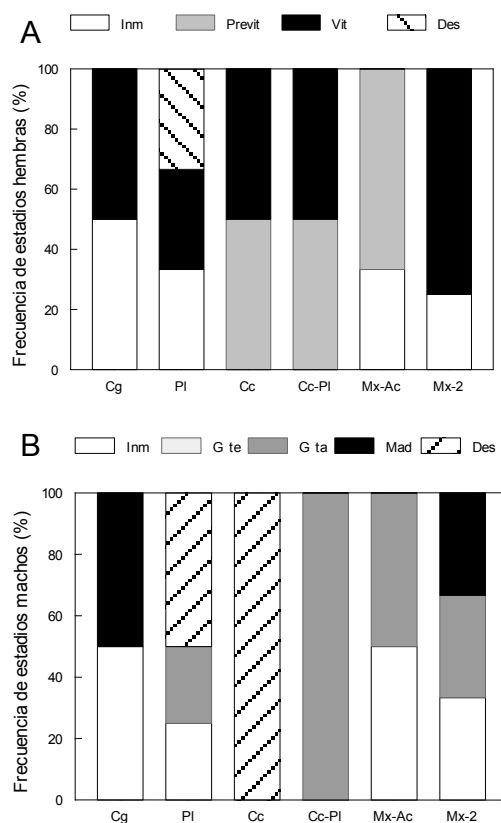 A
Inm Previt Vit Des
Frecuencia de estadios hembras (%)
100
80
60
40
20
0
Cg Pl Cc Cc-Pl Mx-Ac Mx-2
B
Inm G te G ta Mad Des
Frecuencia de estadios machos (%)
100
80
60
40
20
0
Cg Pl Cc Cc-Pl Mx-Ac Mx-2